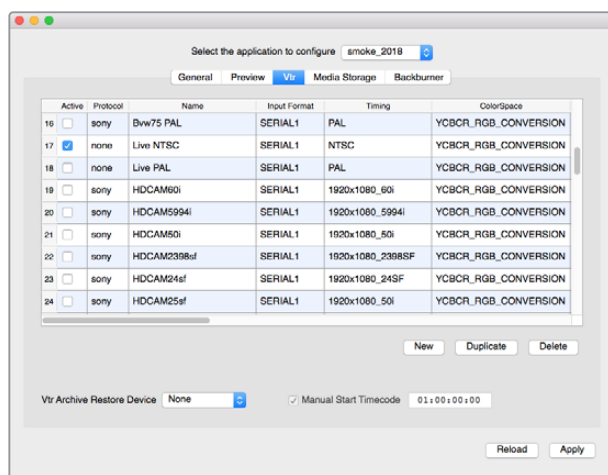 Select the application to configure smoke_2018
General Preview Vtr Media Storage Backburner
Active Protocol Name Input Format Timing ColorSpace
16 sony Bvw75 PAL SERIAL1 PAL YCBCR_RGB_CONVERSION
17 none Live NTSC SERIAL1 NTSC YCBCR_RGB_CONVERSION
18 none Live PAL SERIAL1 PAL YCBCR_RGB_CONVERSION
19 sony HDCAM60i SERIAL1 1920x1080_60i YCBCR_RGB_CONVERSION
20 sony HDCAM5994i SERIAL1 1920x1080_5994i YCBCR_RGB_CONVERSION
21 sony HDCAM50i SERIAL1 1920x1080_50i YCBCR_RGB_CONVERSION
22 sony HDCAM2398sf SERIAL1 1920x1080_2398SF YCBCR_RGB_CONVERSION
23 sony HDCAM24sf SERIAL1 1920x1080_24SF YCBCR_RGB_CONVERSION
24 sony HDCAM25sf SERIAL1 1920x1080_50i YCBCR_RGB_CONVERSION
New Duplicate Delete
Vtr Archive Restore Device None Manual Start Timecode 01:00:00:00
Reload Apply